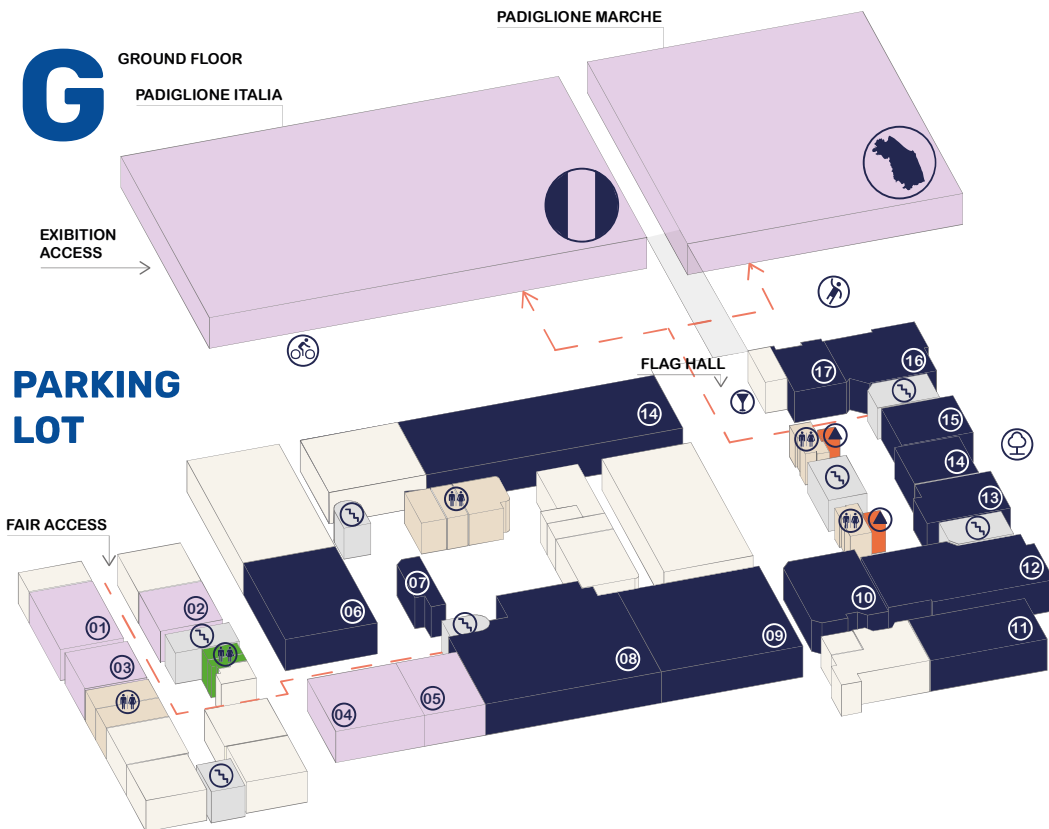 PADIGLIONE MARCHE
G
GROUND FLOOR
PADIGLIONE ITALIA
EXIBITION
ACCESS
PARKING
LOT
FLAG HALL
17
16
14
15
14
13
FAIR ACCESS
07
12
06
10
01
02
11
09
03
08
05
04